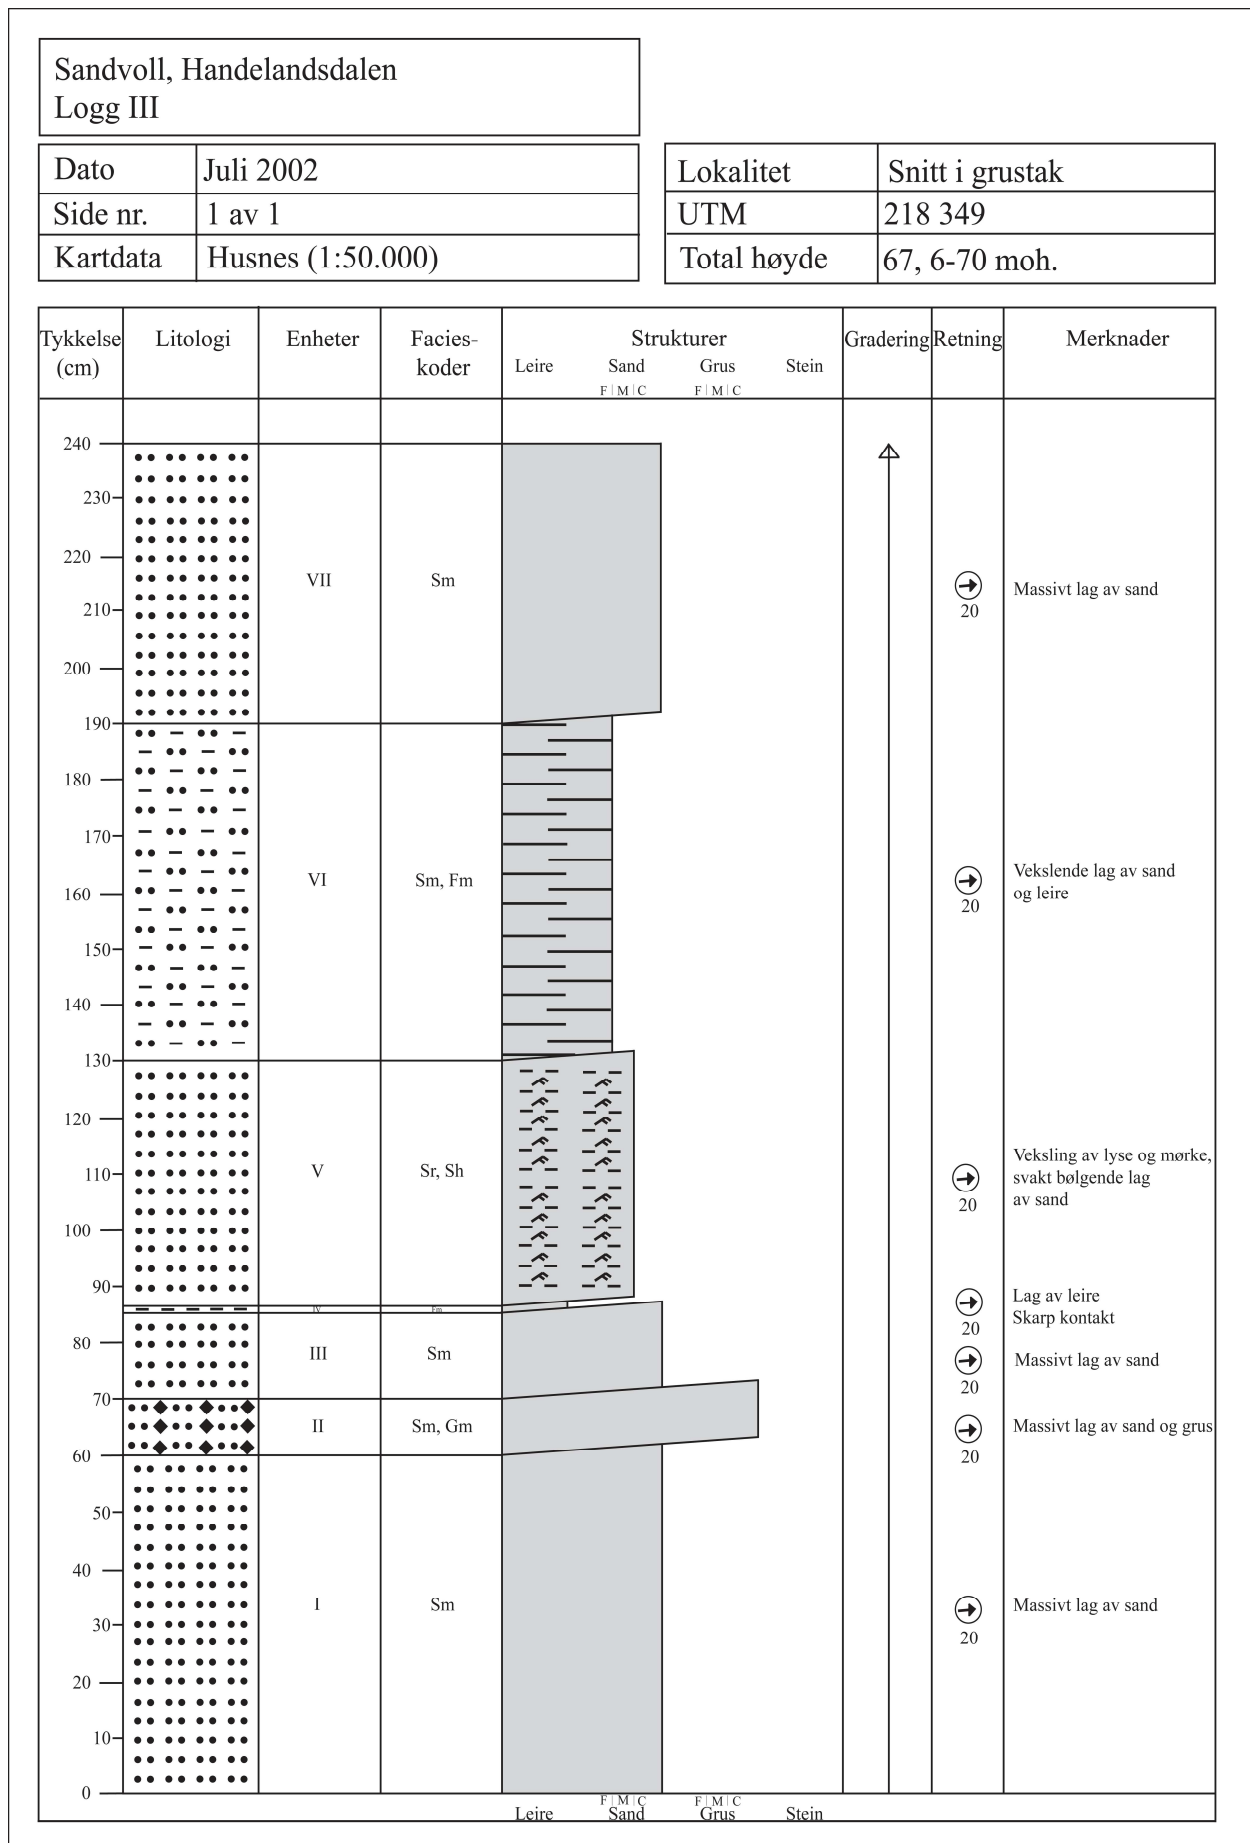 Sandvoll, Handelandsdalen
Logg III
Dato Juli 2002
Side nr. 1 av 1
Kartdata Husnes (1:50.000)
Lokalitet Snitt i grustak
UTM 218 349
Total høyde 67, 6-70 moh.
Tykkelse (cm)
Litologi
Enheter
Facies-
koder
Strukturer
Leire Sand Grus Stein
F | M | C F | M | C
Gradering
Retning
Merknader
240
230
220
VII Sm
Massivt lag av sand
210
20
200
190
180
170
VI Sm, Fm
Vekslende lag av sand
og leire
160
20
150
140
130
120
V Sr, Sh
Veksling av lyse og mørke,
svakt bølgende lag
av sand
110
20
100
90
IV Fm
Lag av leire
Skarp kontakt
20
80
III Sm
Massivt lag av sand
20
70
II Sm, Gm
Massivt lag av sand og grus
20
60
50
40
I Sm
Massivt lag av sand
30
20
20
10
0
F | M | C F | M | C
Leire Sand Grus Stein